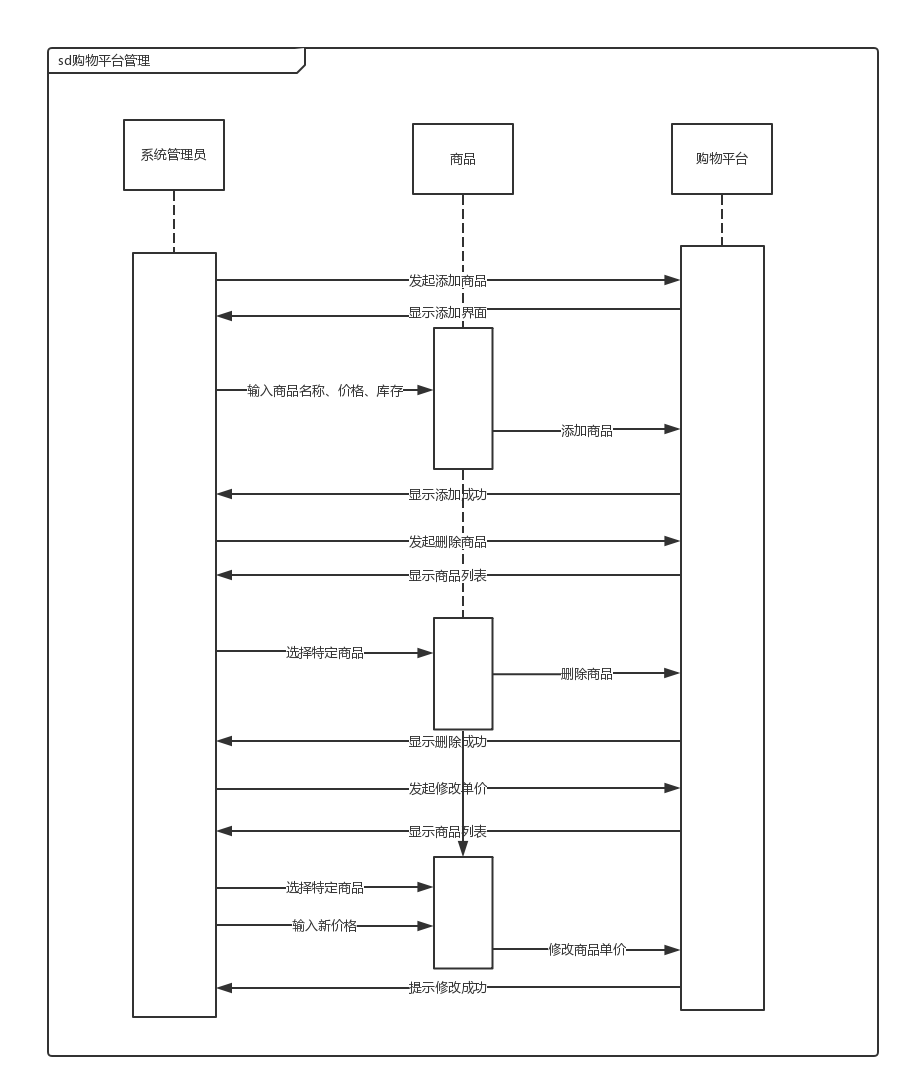 sd购物平台管理
系统管理员
商品
购物平台
发起添加商品
显示添加界面
输入商品名称、价格、库存
添加商品
显示添加成功
发起删除商品
显示商品列表
选择特定商品
删除商品
显示删除成功
发起修改单价
显示商品列表
选择特定商品
输入新价格
修改商品单价
提示修改成功